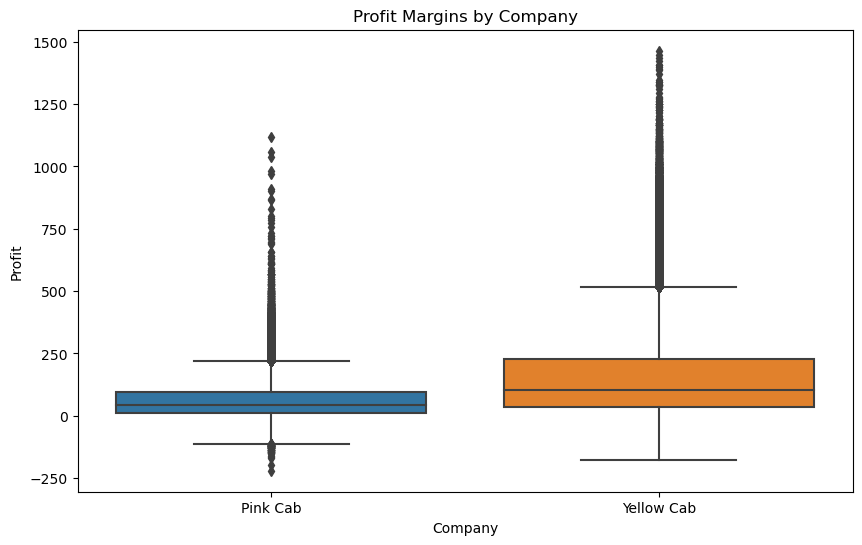 Profit Margins by Company
1500
1250
1000
750
500
250
0
−250
Profit
Pink Cab
Yellow Cab
Company